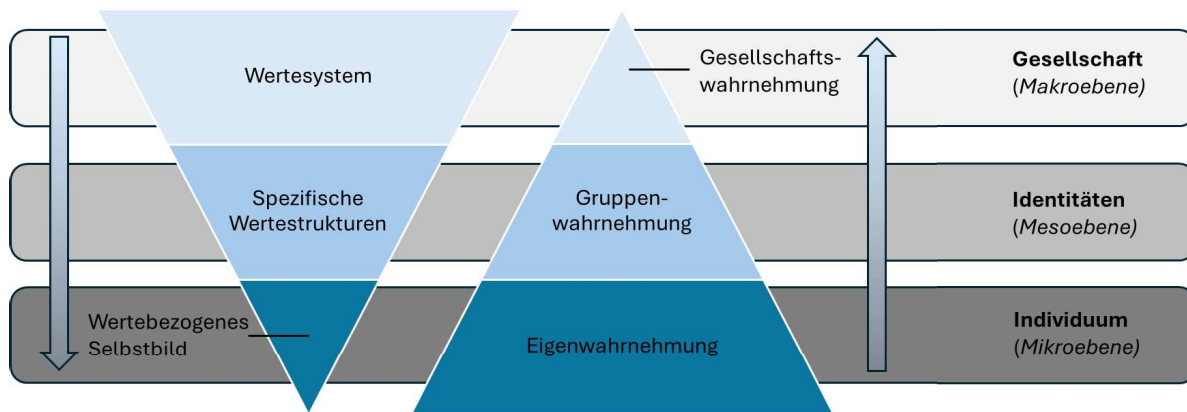 Wertesystem
Gesellschafts-
wahrnehmung
Gesellschaft
(Makroebene)
Spezifische
Wertestrukturen
Gruppen-
wahrnehmung
Identitäten
(Mesoebene)
Wertebezogenes
Selbstbild
Eigenwahrnehmung
Individuum
(Mikroebene)